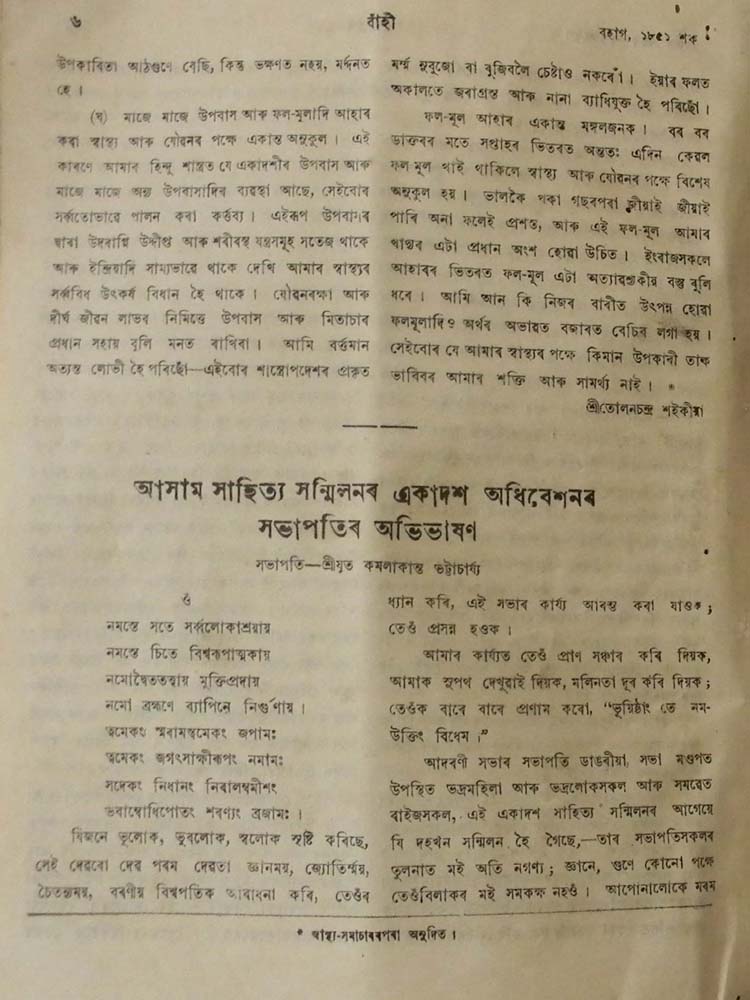 ৬
বাঁহী
বহাগ, ১৮৫১ শক
উপকাৰিতা আঠগুণে বেছি, কিন্তু ভক্ষণত নহয়, মৰ্দ্দনত
হে ।
(ঘ) মাজে মাজে উপবাস আৰু ফল-মূলাদি আহাৰ
কৰা স্বাস্থ্য আৰু যৌৱনৰ পক্ষে একান্ত অনুকুল । এই
কাৰণে আমাৰ হিন্দু শাস্ত্ৰত যে একাদশীৰ উপবাস আৰু
মাজে মাজে অন্য উপবাসাদিৰ ব্যৱস্থা আছে, সেইবোৰ
সৰ্ব্বতোভাৱে পালন কৰা কৰ্ত্তব্য । এইৰূপ উপবাসৰ
দ্বাৰা উদৰাগ্নি উদ্দীপ্ত আৰু শৰীৰস্থ যন্ত্ৰসমূহ সতেজ থাকে
আৰু ইন্দ্ৰিয়াদি সাম্যভাৱে থাকে দেখি আমাৰ স্বাস্থ্যৰ
সৰ্ব্ববিধ উৎকৰ্ষ বিধান হৈ থাকে । যৌৱনৰক্ষা আৰু
দীৰ্ঘ জীৱন লাভৰ নিমিত্তে উপবাস আৰু মিতাচাৰ
প্ৰধান সহায় বুলি মনত ৰাখিবা । আমি বৰ্ত্তমান
অত্যন্ত লোভী হৈ পৰিছোঁ—এইবোৰ শাস্ত্ৰোপদেশৰ প্ৰকৃত
মৰ্ম্ম নুবুজো বা বুজিবলৈ চেষ্টাও নকৰোঁ । ইয়াৰ ফলত
অকালতে জৰাগ্ৰস্ত আৰু নানা ব্যাধিযুক্ত হৈ পৰিছোঁ ।
ফল-মূল আহাৰ একান্ত মঙ্গলজনক । বৰ বৰ
ডাক্তৰৰ মতে সপ্তাহৰ ভিতৰত অন্ততঃ এদিন কেৱল
ফল মূল খাই থাকিলে স্বাস্থ্য আৰু যৌৱনৰ পক্ষে বিশেষ
অনুকুল হয় । ভালকৈ পকা গছৰপৰা জীয়াই জীয়াই
পাৰি অনা ফলেই প্ৰশস্ত, আৰু এই ফল-মূল আমাৰ
খাদ্যৰ এটা প্ৰধান অংশ হোৱা উচিত । ইংৰাজসকলে
আহাৰৰ ভিতৰত ফল-মূল এটা অত্যাৱশ্যকীয় বস্তু বুলি
ধৰে । আমি আন কি নিজৰ বাৰীত উৎপন্ন হোৱা
ফলমূলাদিও অৰ্থৰ অভাৱত বজাৰত বেচিব লগা হয় ।
সেইবোৰ যে আমাৰ স্বাস্থ্যৰ পক্ষে কিমান উপকাৰী তাক
ভাবিবৰ আমাৰ শক্তি আৰু সামৰ্থ্য নাই । *
শ্ৰীতোলনচন্দ্ৰ শইকীয়া
আসাম সাহিত্য সন্মিলনৰ একাদশ অধিবেশনৰ
সভাপতিৰ অভিভাষণ
সভাপতি—শ্ৰীযুত কমলাকান্ত ভট্টাচাৰ্য্য
ওঁ
নমস্তে সতে সৰ্ব্বলোকাশ্ৰয়ায়
নমস্তে চিতে বিশ্বৰূপাত্মকায়
নমোদ্বৈততত্ত্বায় মুক্তিপ্ৰদায়
নমো ব্ৰহ্মণে ব্যাপিনে নিৰ্গুণায় ।
ত্বমেকং স্মৰামস্ত্বমেকং জপামঃ
ত্বমেকং জগৎসাক্ষীৰূপং নমামঃ
সদেকং নিধানং নিৰালম্বমীশং
ভবাম্বোধিপোতং শৰণ্যং ব্ৰজামঃ ।
যিজনে ভূলোক, ভুবলোক, স্বলোক সৃষ্টি কৰিছে,
সেই দেৱৰো দেৱ পৰম দেৱতা জ্ঞানময়, জ্যোতিৰ্ম্ময়,
চৈতন্যময়, বৰণীয় বিশ্বপতিক আৰাধনা কৰি, তেওঁৰ
ধ্যান কৰি, এই সভাৰ কাৰ্য্য আৰম্ভ কৰা যাওক ;
তেওঁ প্ৰসন্ন হওক ।
আমাৰ কাৰ্য্যত তেওঁ প্ৰাণ সঞ্চাৰ কৰি দিয়ক,
আমাক সুপথ দেখুৱাই দিয়ক, মলিনতা দূৰ কৰি দিয়ক ;
তেওঁক বাৰে বাৰে প্ৰণাম কৰো, “ভূয়িষ্ঠাং তে নম-
উক্তিং বিধেম ।”
আদৰণী সভাৰ সভাপতি ডাঙৰীয়া, সভা মণ্ডপত
উপস্থিত ভদ্ৰমহিলা আৰু ভদ্ৰলোকসকল আৰু সমৱেত
ৰাইজসকল, এই একাদশ সাহিত্য সন্মিলনৰ আগেয়ে
যি দহখন সন্মিলন হৈ গৈছে,—তাৰ সভাপতিসকলৰ
তুলনাত মই অতি নগণ্য ; জ্ঞানে, গুণে কোনো পক্ষে
তেওঁবিলাকৰ মই সমকক্ষ নহওঁ । আপোনালোকে মৰম
* স্বাস্থ্য-সমাচাৰৰপৰা অনুদিত ।